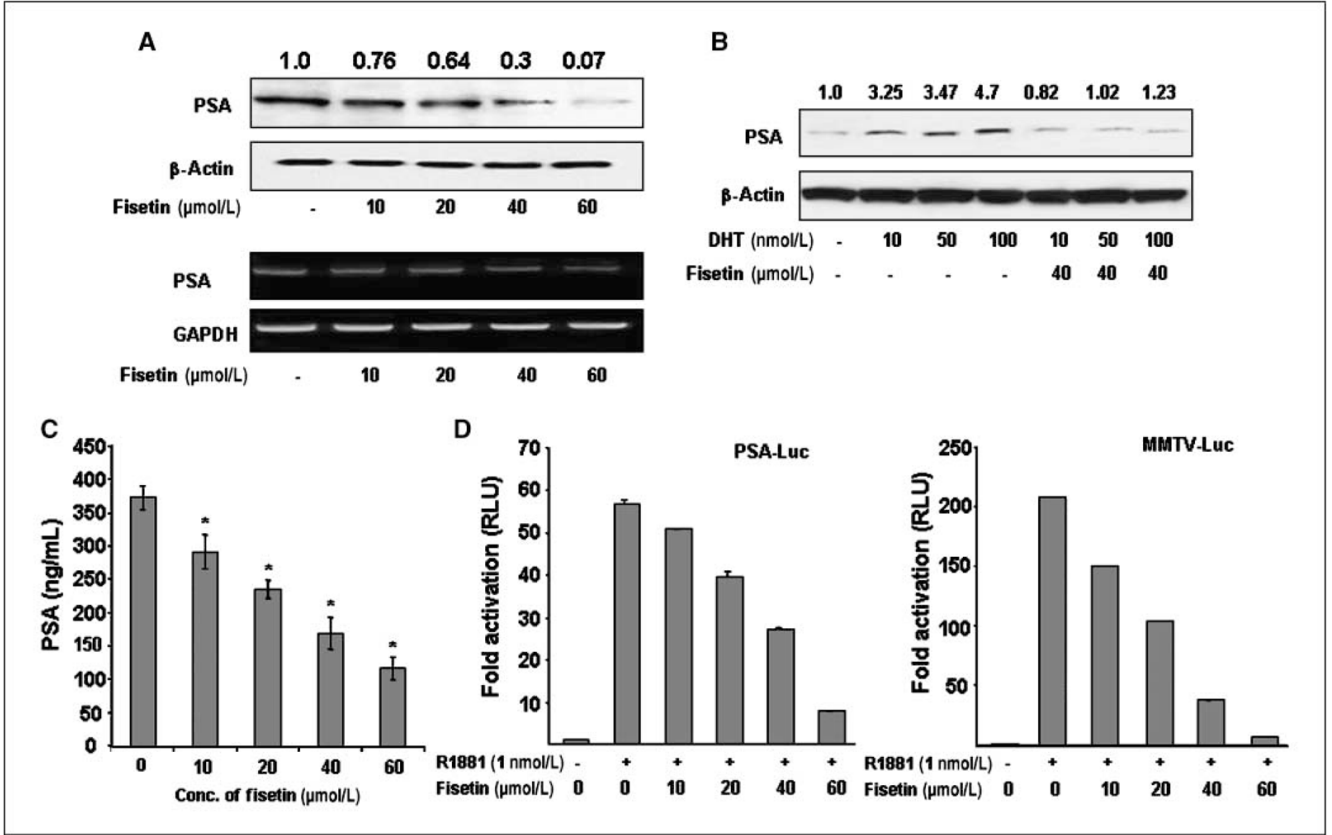 A
1.0 0.76 0.64 0.3 0.07
PSA
β-Actin
Fisetin (µmol/L) - 10 20 40 60
PSA
GAPDH
Fisetin (µmol/L) - 10 20 40 60
B
1.0 3.25 3.47 4.7 0.82 1.02 1.23
PSA
β-Actin
DHT (nmol/L) - 10 50 100 10 50 100
Fisetin (µmol/L) - - - - 40 40 40
C
PSA (ng/mL)
450
400
350
300
250
200
150
100
50
0
* * * *
0 10 20 40 60
Conc. of fisetin (µmol/L)
D
PSA-Luc
Fold activation (RLU)
70
60
50
40
30
20
10
R1881 (1 nmol/L) - + + + + +
Fisetin (µmol/L) 0 0 10 20 40 60
MMTV-Luc
Fold activation (RLU)
250
200
150
100
50
R1881 (1 nmol/L) - + + + + +
Fisetin (µmol/L) 0 0 10 20 40 60